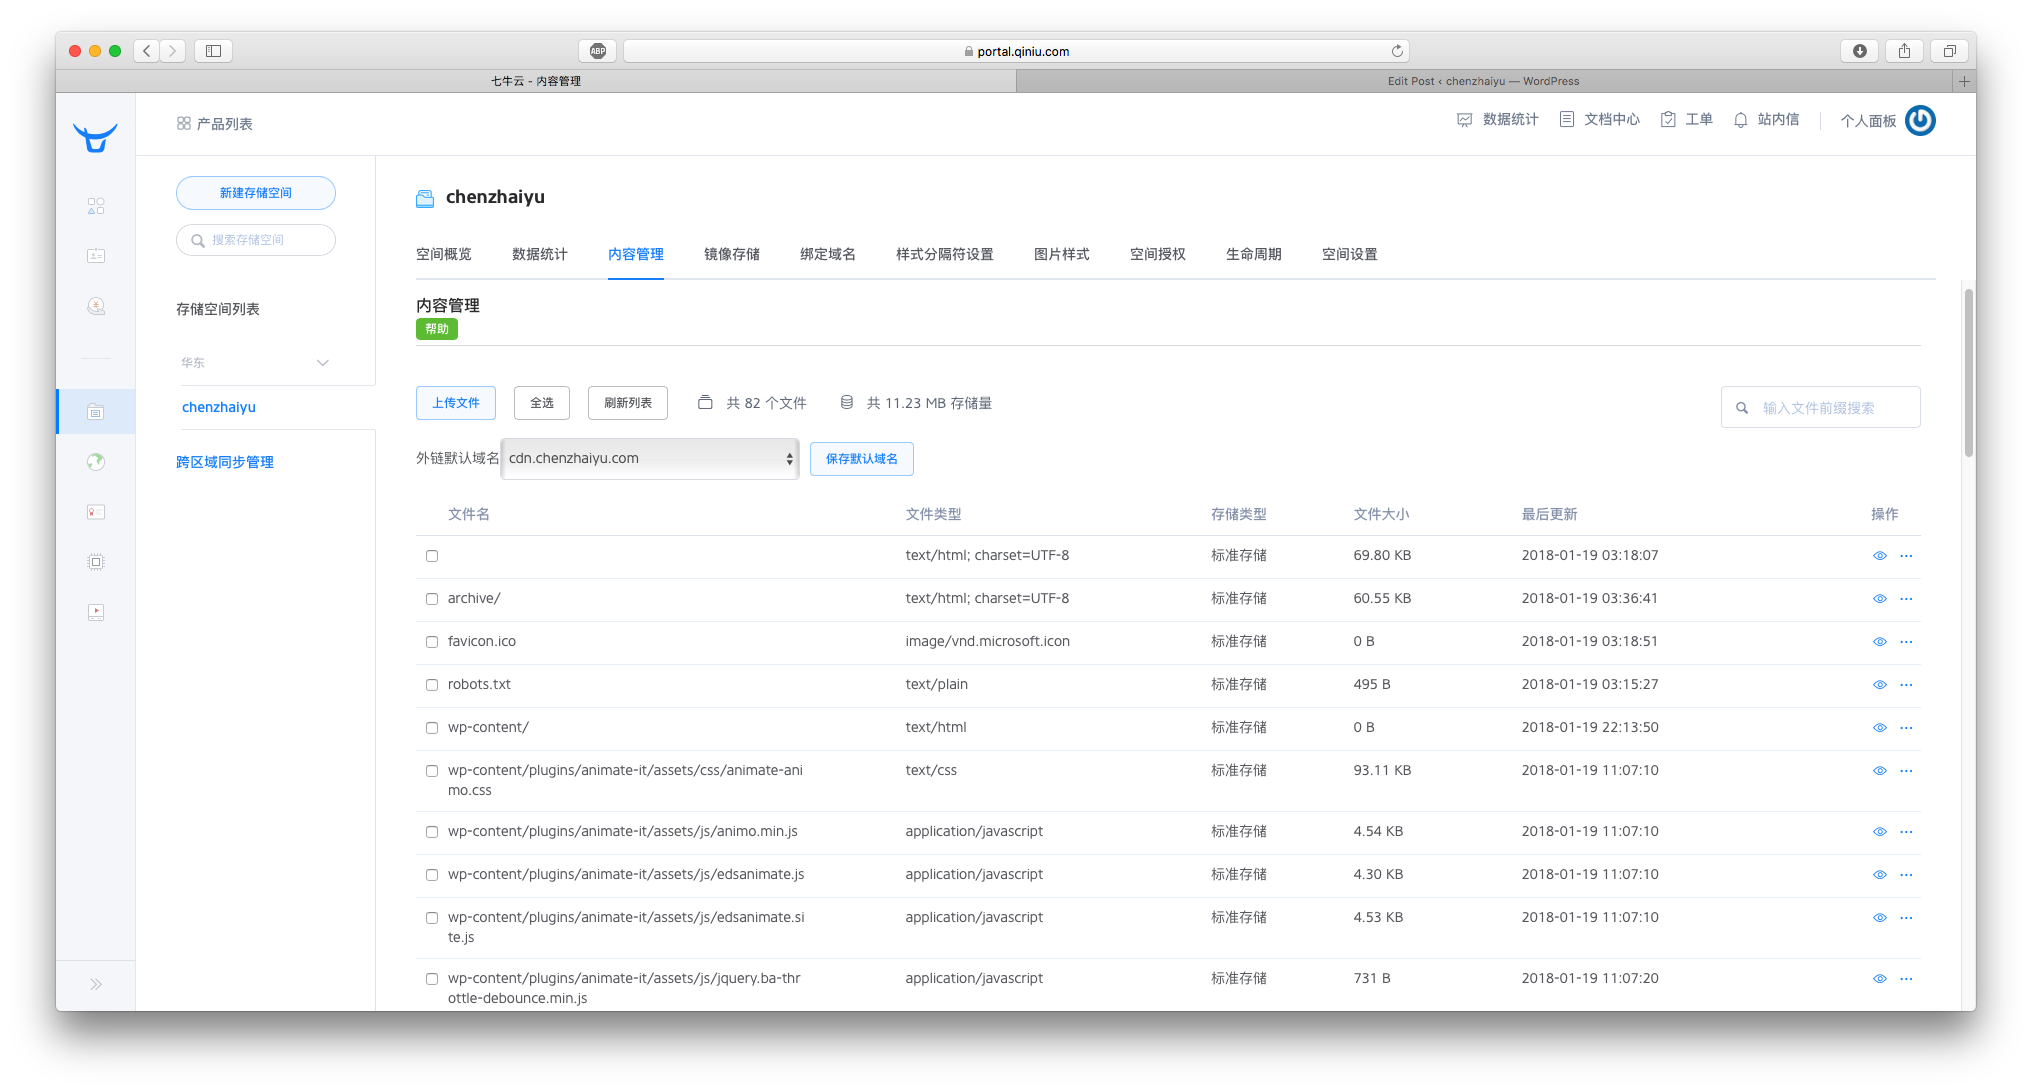 ABP
portal.qiniu.com
七牛云 - 内容管理
Edit Post ‹ chenzhaiyu — WordPress
产品列表
数据统计
文档中心
工单
站内信
个人面板
新建存储空间
搜索存储空间
存储空间列表
华东
chenzhaiyu
跨区域同步管理
chenzhaiyu
空间概览 数据统计 内容管理 镜像存储 绑定域名 样式分隔符设置 图片样式 空间授权 生命周期 空间设置
内容管理
帮助
上传文件 全选 刷新列表 共 82 个文件 共 11.23 MB 存储量
输入文件前缀搜索
外链默认域名 cdn.chenzhaiyu.com 保存默认域名
文件名 文件类型 存储类型 文件大小 最后更新 操作
text/html; charset=UTF-8 标准存储 69.80 KB 2018-01-19 03:18:07
archive/ text/html; charset=UTF-8 标准存储 60.55 KB 2018-01-19 03:36:41
favicon.ico image/vnd.microsoft.icon 标准存储 0 B 2018-01-19 03:18:51
robots.txt text/plain 标准存储 495 B 2018-01-19 03:15:27
wp-content/ text/html 标准存储 0 B 2018-01-19 22:13:50
wp-content/plugins/animate-it/assets/css/animate-ani text/css 标准存储 93.11 KB 2018-01-19 11:07:10
mo.css
wp-content/plugins/animate-it/assets/js/animo.min.js application/javascript 标准存储 4.54 KB 2018-01-19 11:07:10
wp-content/plugins/animate-it/assets/js/edsanimate.js application/javascript 标准存储 4.30 KB 2018-01-19 11:07:10
wp-content/plugins/animate-it/assets/js/edsanimate.si application/javascript 标准存储 4.53 KB 2018-01-19 11:07:10
te.js
wp-content/plugins/animate-it/assets/js/jquery.ba-thr application/javascript 标准存储 731 B 2018-01-19 11:07:20
ottle-debounce.min.js